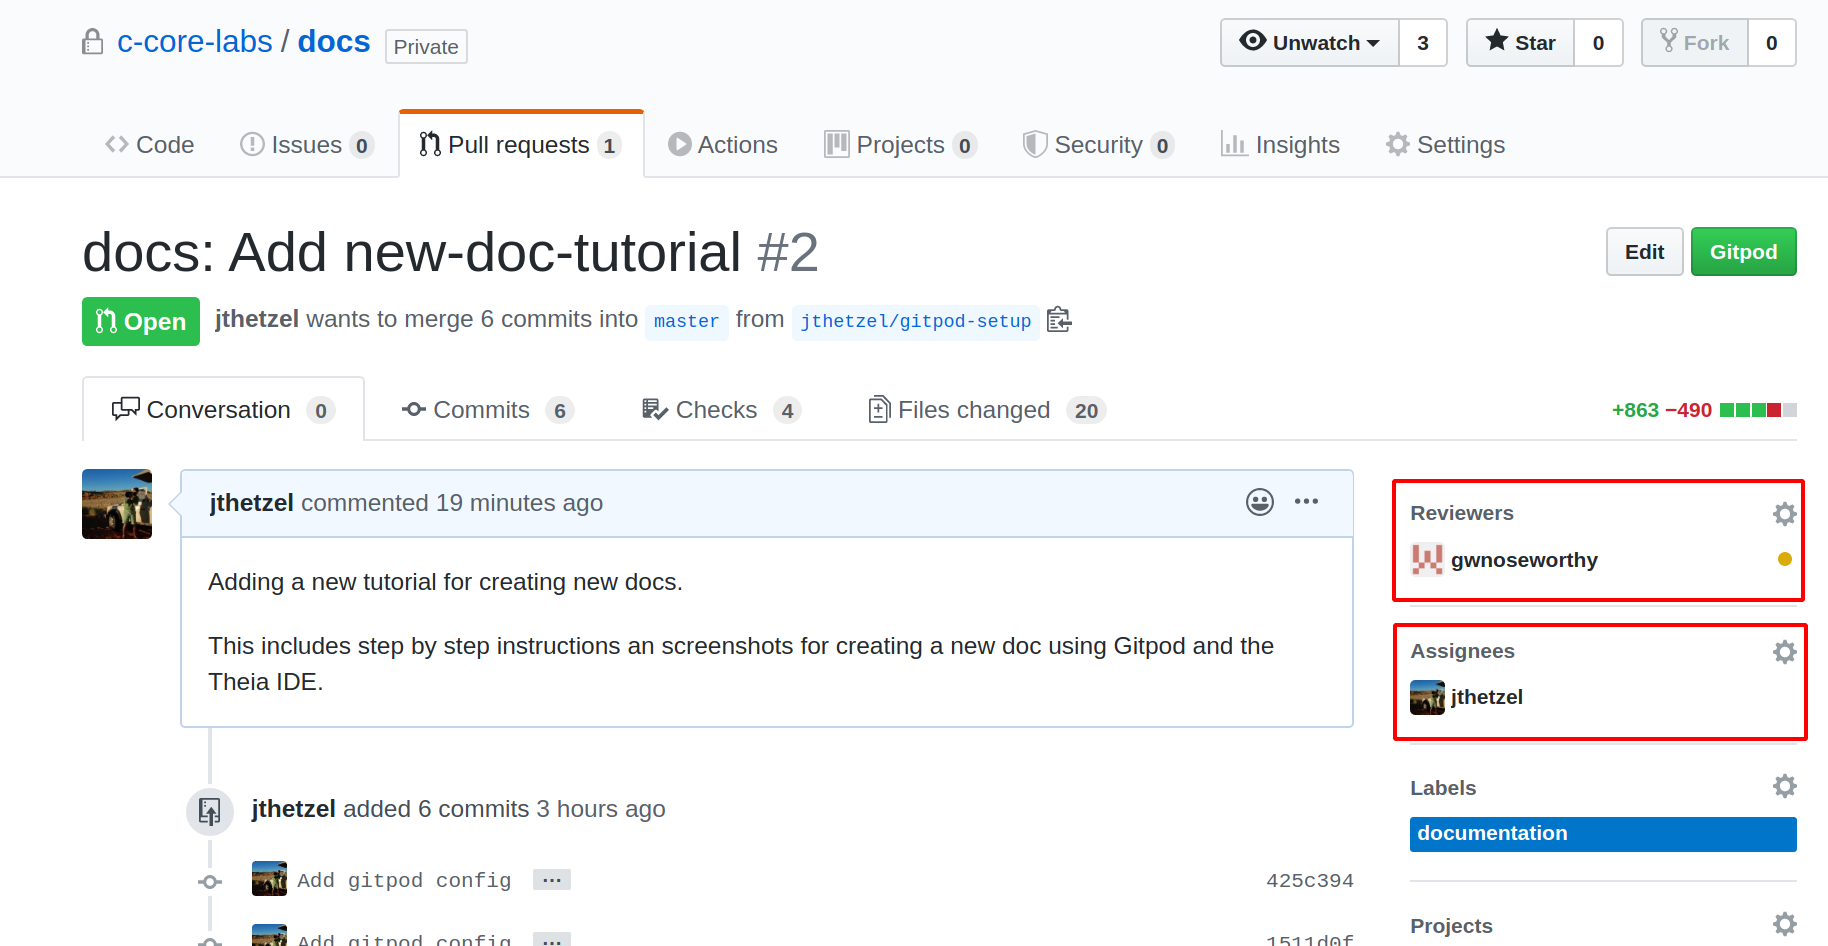 c-core-labs / docs Private
Unwatch 3 Star 0 Fork 0
Code Issues 0 Pull requests 1 Actions Projects 0 Security 0 Insights Settings
docs: Add new-doc-tutorial #2
Edit Gitpod
Open jthetzel wants to merge 6 commits into master from jthetzel/gitpod-setup
Conversation 0 Commits 6 Checks 4 Files changed 20
+863 −490
jthetzel commented 19 minutes ago
Adding a new tutorial for creating new docs.
This includes step by step instructions an screenshots for creating a new doc using Gitpod and the
Theia IDE.
jthetzel added 6 commits 3 hours ago
Add gitpod config ... 425c394
Add gitpod config ... 1511d0f
Reviewers
gwnoseworthy
Assignees
jthetzel
Labels
documentation
Projects